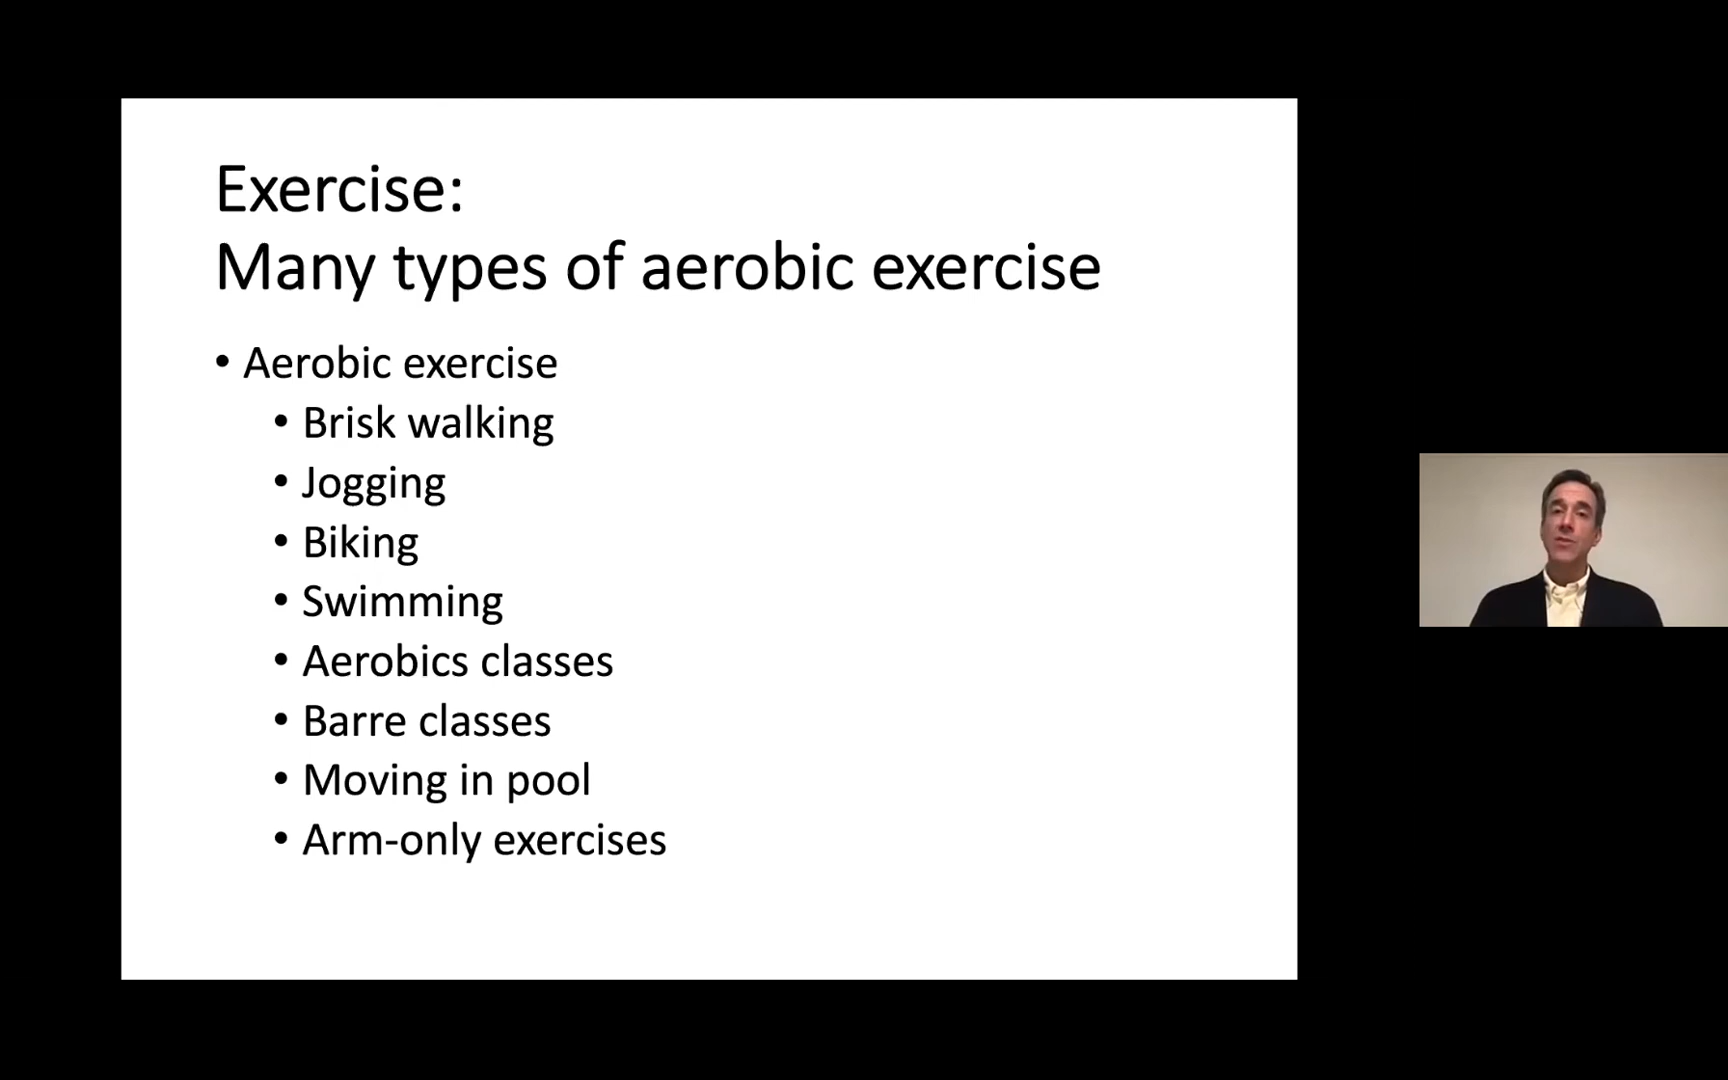 Exercise:
Many types of aerobic exercise
• Aerobic exercise
• Brisk walking
• Jogging
• Biking
• Swimming
• Aerobics classes
• Barre classes
• Moving in pool
• Arm-only exercises